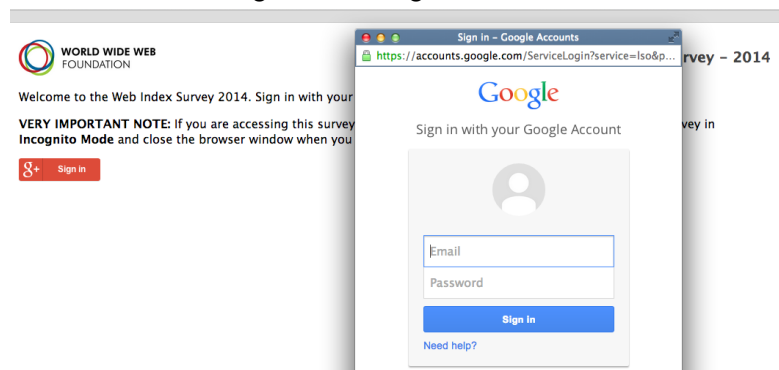 WORLD WIDE WEB
FOUNDATION
rvey – 2014
Welcome to the Web Index Survey 2014. Sign in with your
VERY IMPORTANT NOTE: If you are accessing this survey
vey in
Incognito Mode and close the browser window when you
g+ Sign in
Sign in – Google Accounts
https://accounts.google.com/ServiceLogin?service=lso&p...
Google
Sign in with your Google Account
Email
Password
Sign in
Need help?